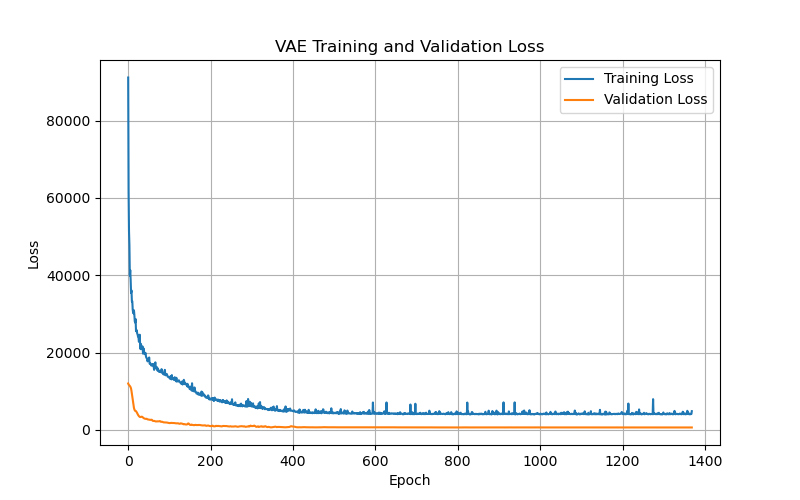 VAE Training and Validation Loss
Training Loss
Validation Loss
80000
60000
40000
20000
0
Loss
0 200 400 600 800 1000 1200 1400
Epoch